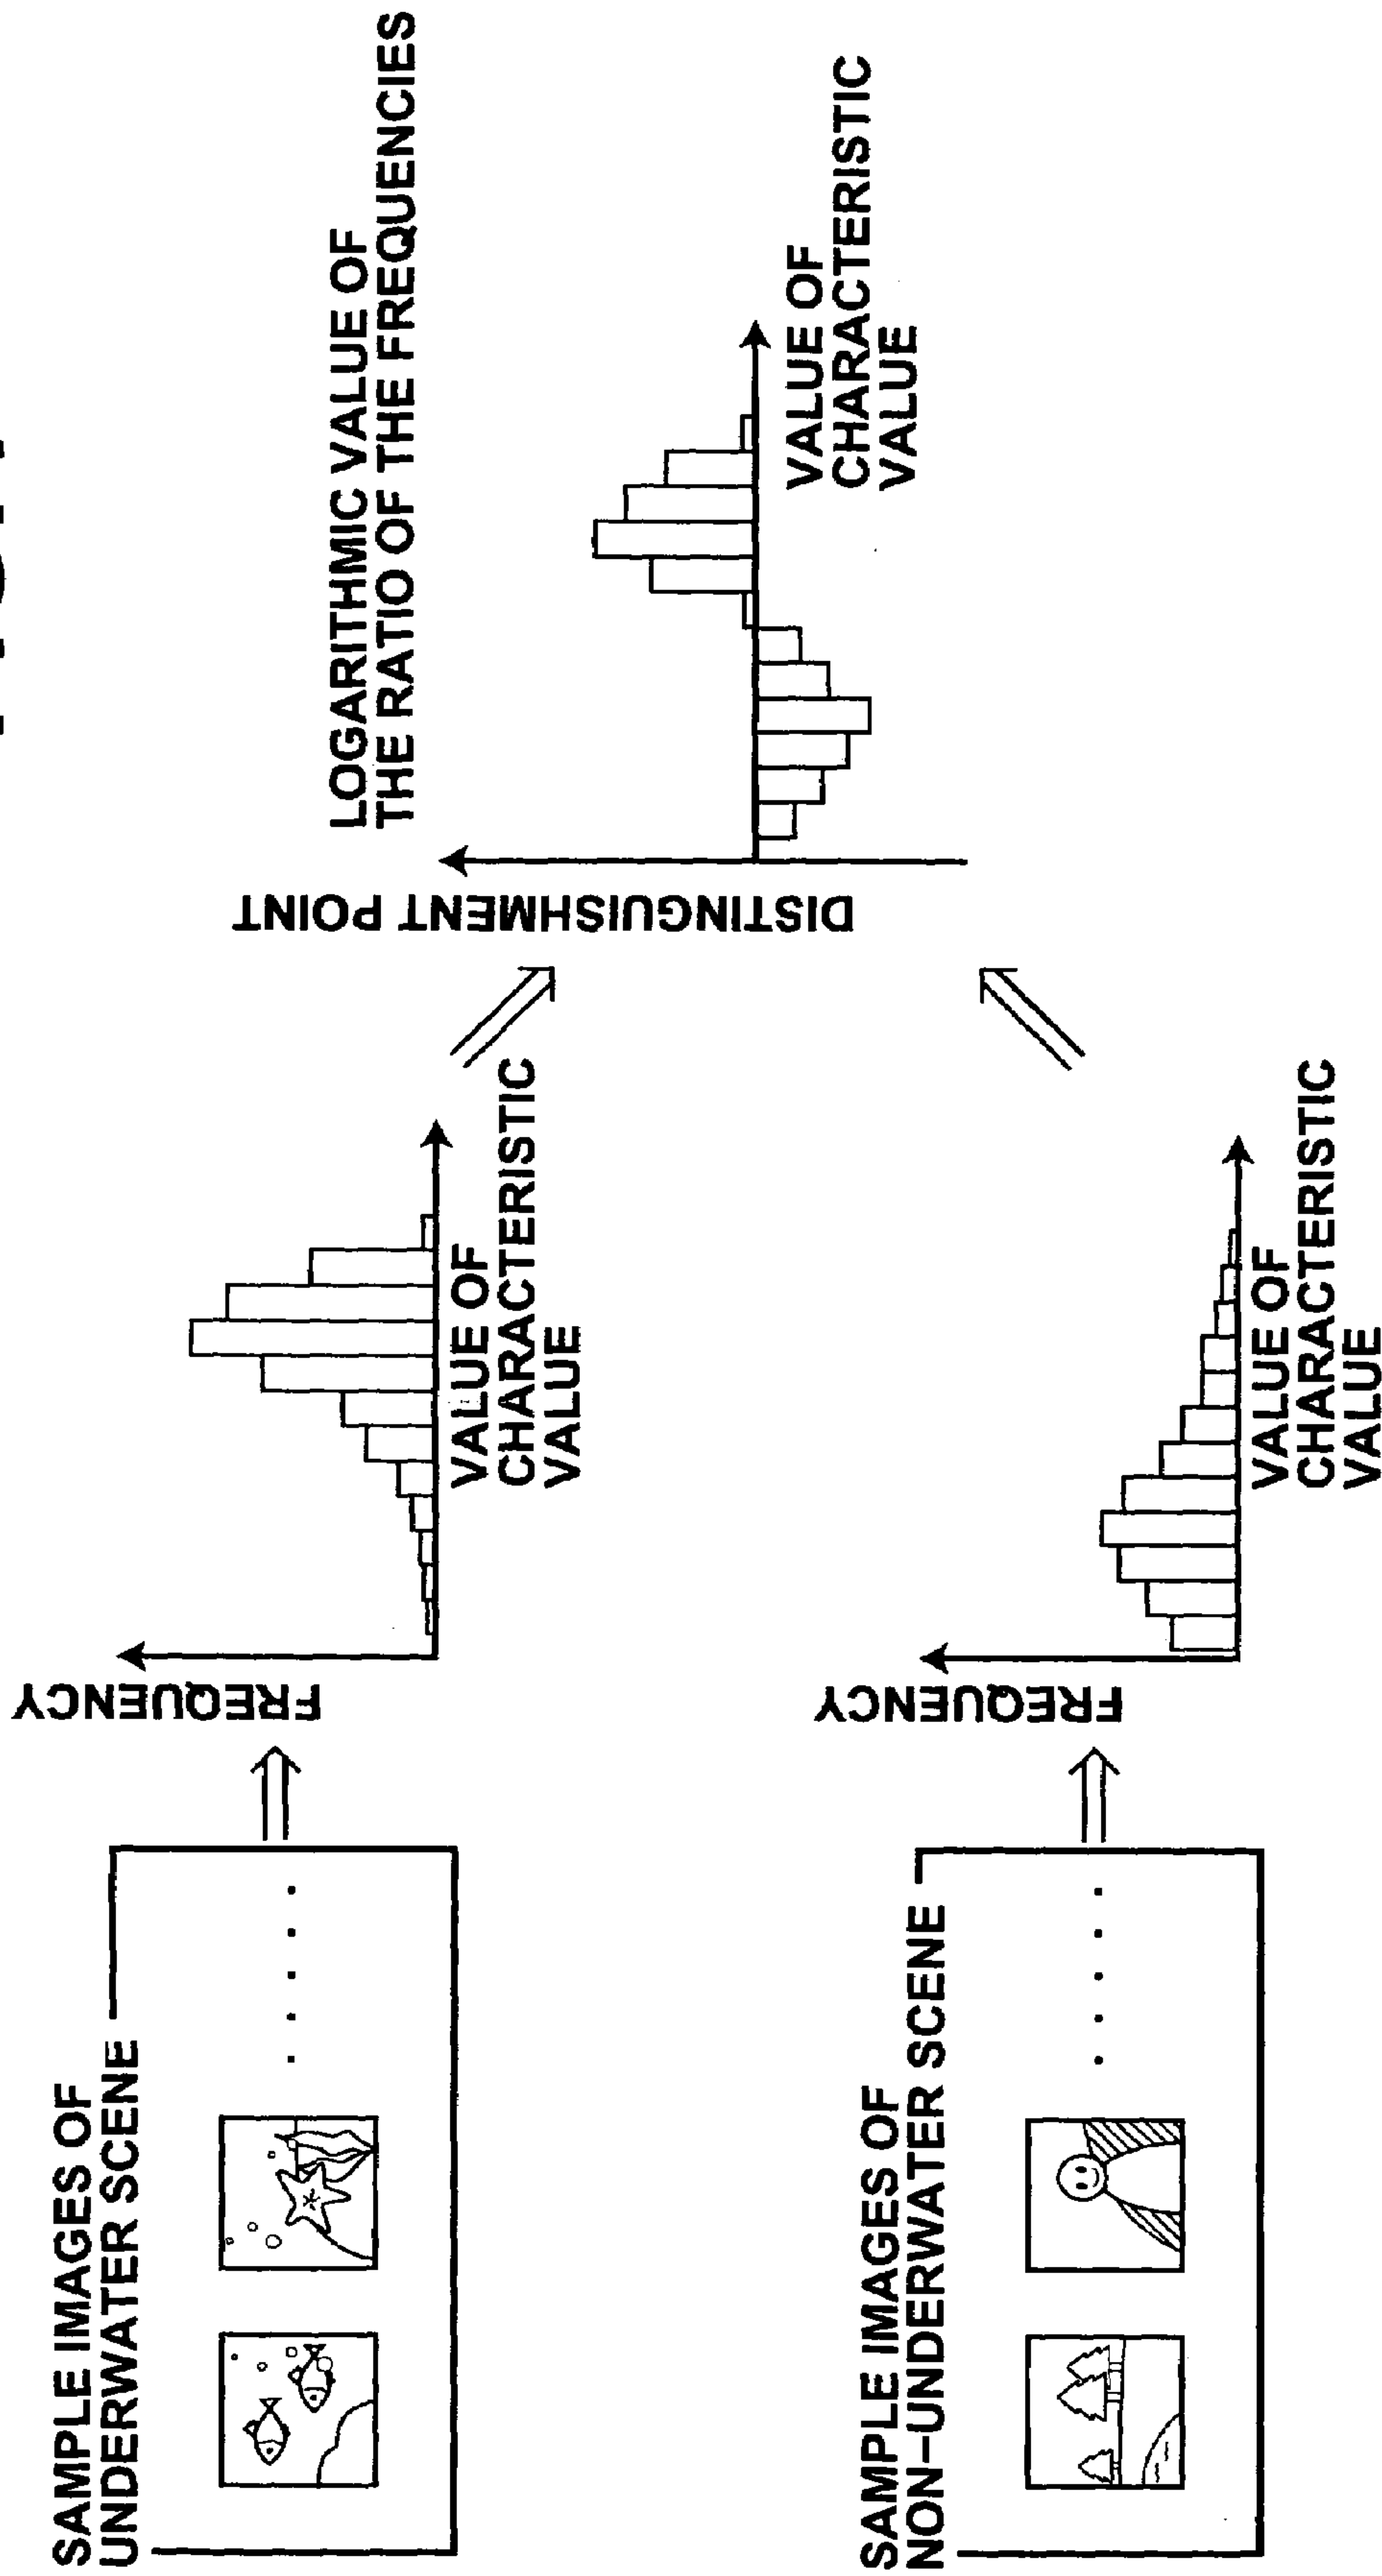 SAMPLE IMAGES OF
UNDERWATER SCENE
FREQUENCY
VALUE OF
CHARACTERISTIC
VALUE
SAMPLE IMAGES OF
NON-UNDERWATER SCENE
FREQUENCY
VALUE OF
CHARACTERISTIC
VALUE
LOGARITHMIC VALUE OF
THE RATIO OF THE FREQUENCIES
DISTINGUISHMENT POINT
VALUE OF
CHARACTERISTIC
VALUE